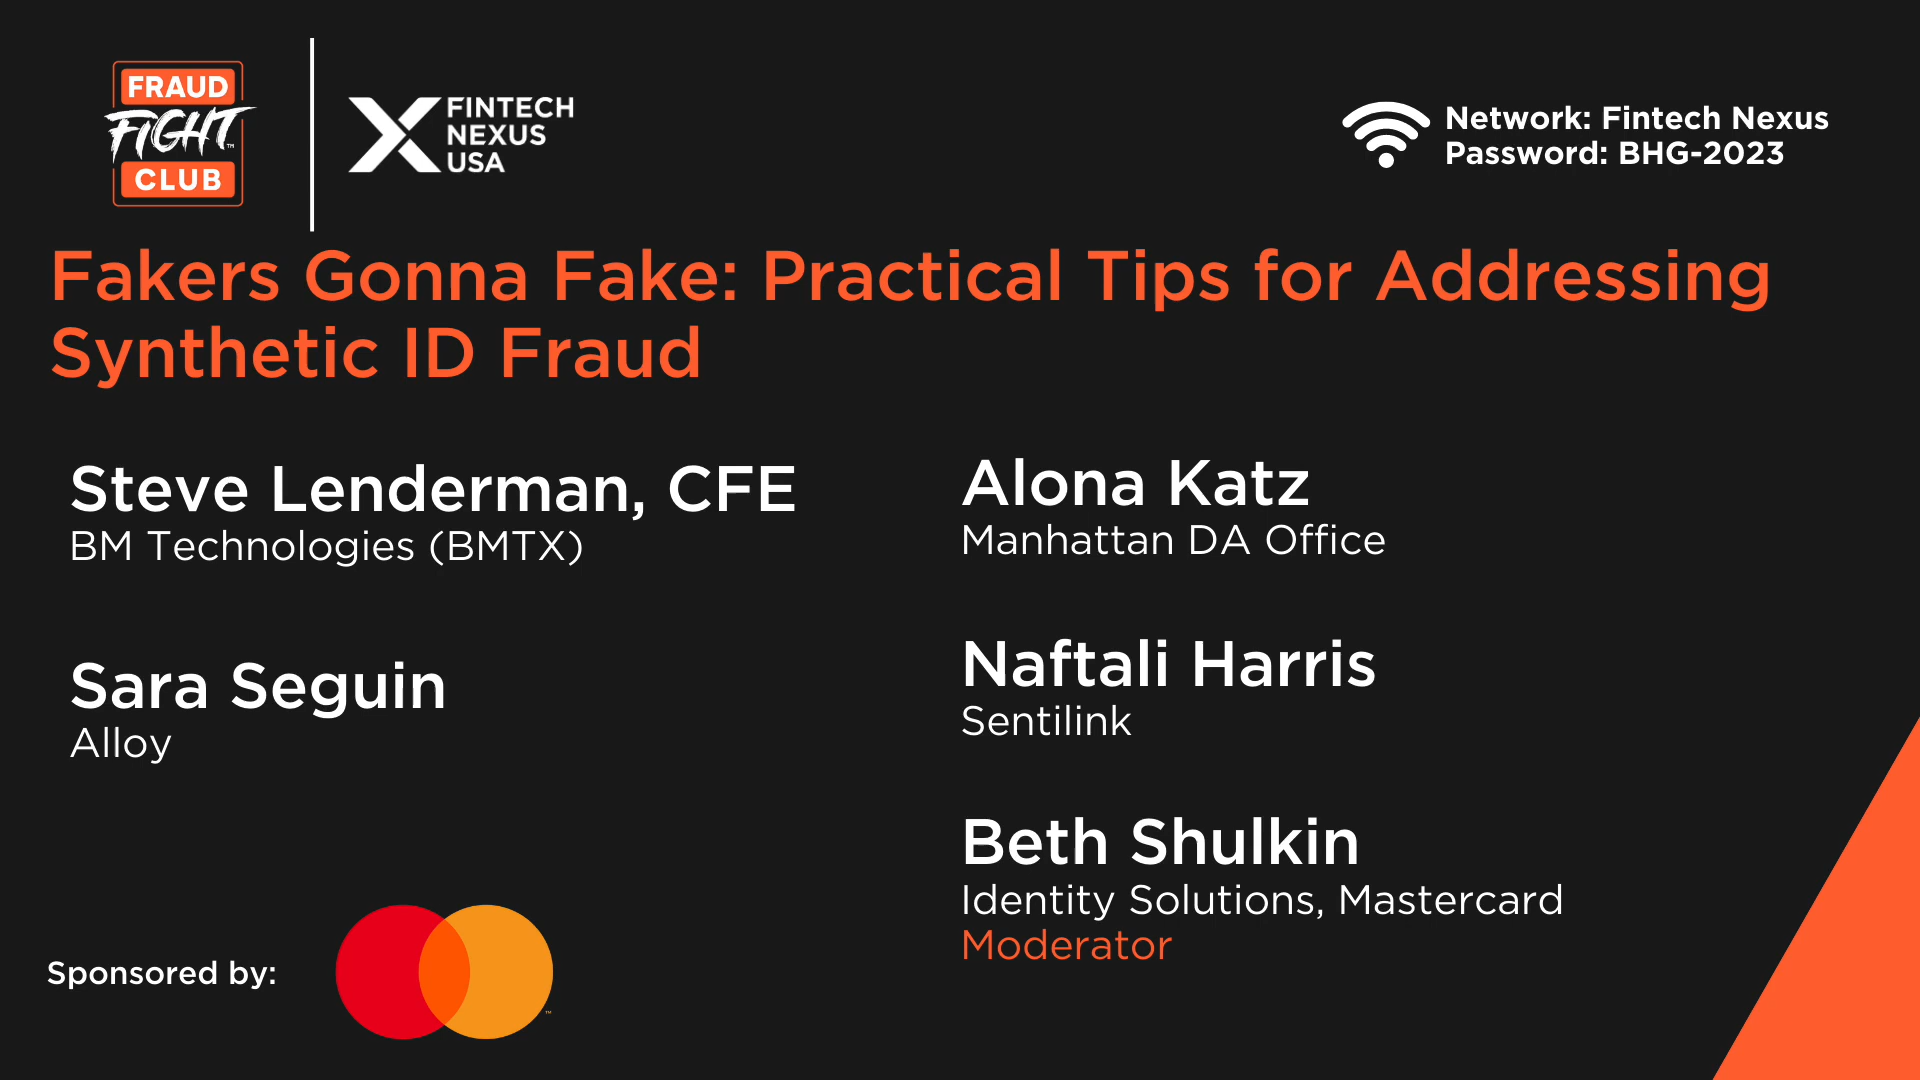 FRAUD
FIGHT™
CLUB
FINTECH
NEXUS
USA
Network: Fintech Nexus
Password: BHG-2023
Fakers Gonna Fake: Practical Tips for Addressing
Synthetic ID Fraud
Steve Lenderman, CFE
BM Technologies (BMTX)
Sara Seguin
Alloy
Alona Katz
Manhattan DA Office
Naftali Harris
Sentilink
Beth Shulkin
Identity Solutions, Mastercard
Moderator
Sponsored by:
™